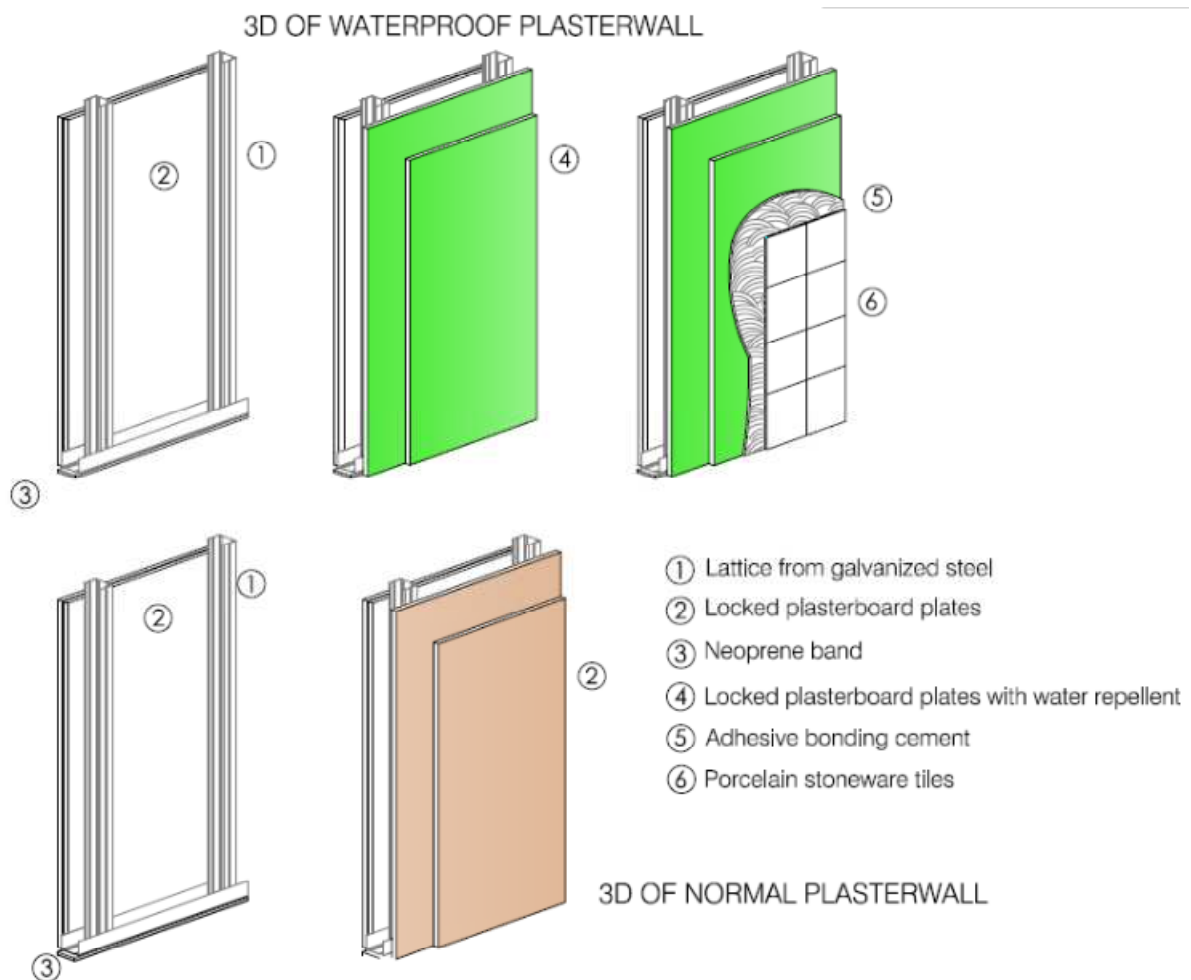 3D OF WATERPROOF PLASTERWALL
1
2
3
4
5
6
1
2
3
2
1 Lattice from galvanized steel
2 Locked plasterboard plates
3 Neoprene band
4 Locked plasterboard plates with water repellent
5 Adhesive bonding cement
6 Porcelain stoneware tiles
3D OF NORMAL PLASTERWALL